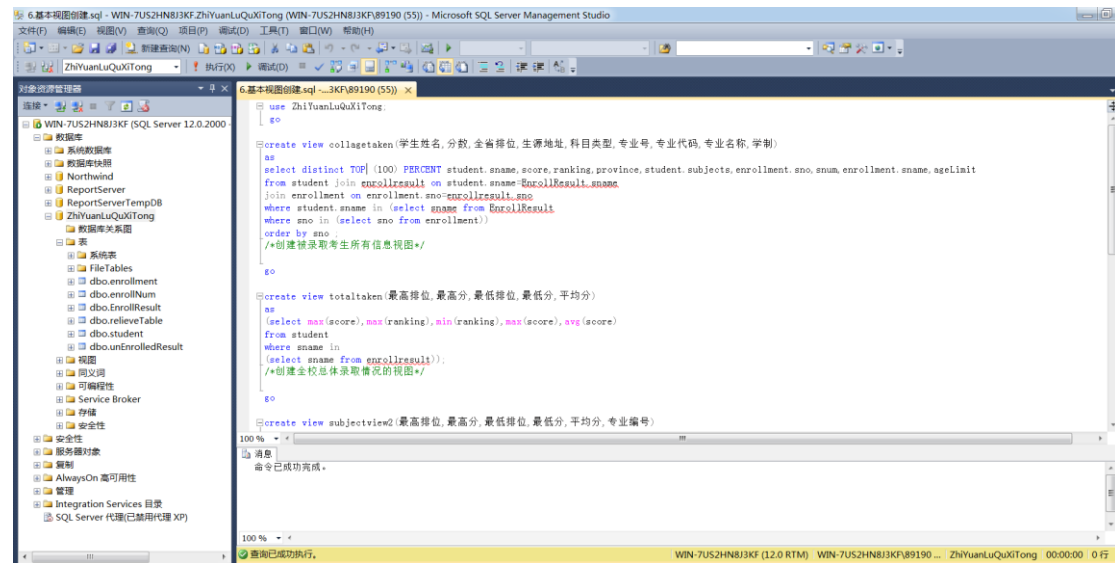 6.基本视图创建.sql - WIN-7US2HN8J3KF.ZhiYuanLuQuXiTong (WIN-7US2HN8J3KF\89190 (55)) - Microsoft SQL Server Management Studio
文件(F) 编辑(E) 视图(V) 查询(Q) 项目(P) 调试(D) 工具(T) 窗口(W) 帮助(H)
新建查询(N)
ZhiYuanLuQuXiTong 执行(X) 调试(D)
对象资源管理器
连接
WIN-7US2HN8J3KF (SQL Server 12.0.2000 -
数据库
系统数据库
数据库快照
Northwind
ReportServer
ReportServerTempDB
ZhiYuanLuQuXiTong
数据库关系图
表
系统表
FileTables
dbo.enrollment
dbo.enrollNum
dbo.EnrollResult
dbo.relieveTable
dbo.student
dbo.unEnrolledResult
视图
同义词
可编程性
Service Broker
存储
安全性
安全性
服务器对象
复制
AlwaysOn 高可用性
管理
Integration Services 目录
SQL Server 代理(已禁用代理 XP)
6.基本视图创建.sql -...3KF\89190 (55))
use ZhiYuanLuQuXiTong;
go
create view collagetaken(学生姓名,分数,全省排位,生源地址,科目类型,专业号,专业代码,专业名称,学制)
as
select distinct TOP (100) PERCENT student.sname,score,ranking,province,student.subjects,enrollment.sno,snum,enrollment.sname,ageLimit
from student join enrollresult on student.sname=EnrollResult.sname
join enrollment on enrollment.sno=enrollresult.sno
where student.sname in (select sname from EnrollResult
where sno in (select sno from enrollment))
order by sno ;
/*创建被录取考生所有信息视图*/
go
create view totaltaken(最高排位,最高分,最低排位,最低分,平均分)
as
(select max(score),max(ranking),min(ranking),max(score),avg(score)
from student
where sname in
(select sname from enrollresult));
/*创建全校总体录取情况的视图*/
go
create view subjectview2(最高排位,最高分,最低排位,最低分,平均分,专业编号)
100 %
消息
命令已成功完成。
100 %
查询已成功执行。 WIN-7US2HN8J3KF (12.0 RTM) WIN-7US2HN8J3KF\89190 ... ZhiYuanLuQuXiTong 00:00:00 0 行